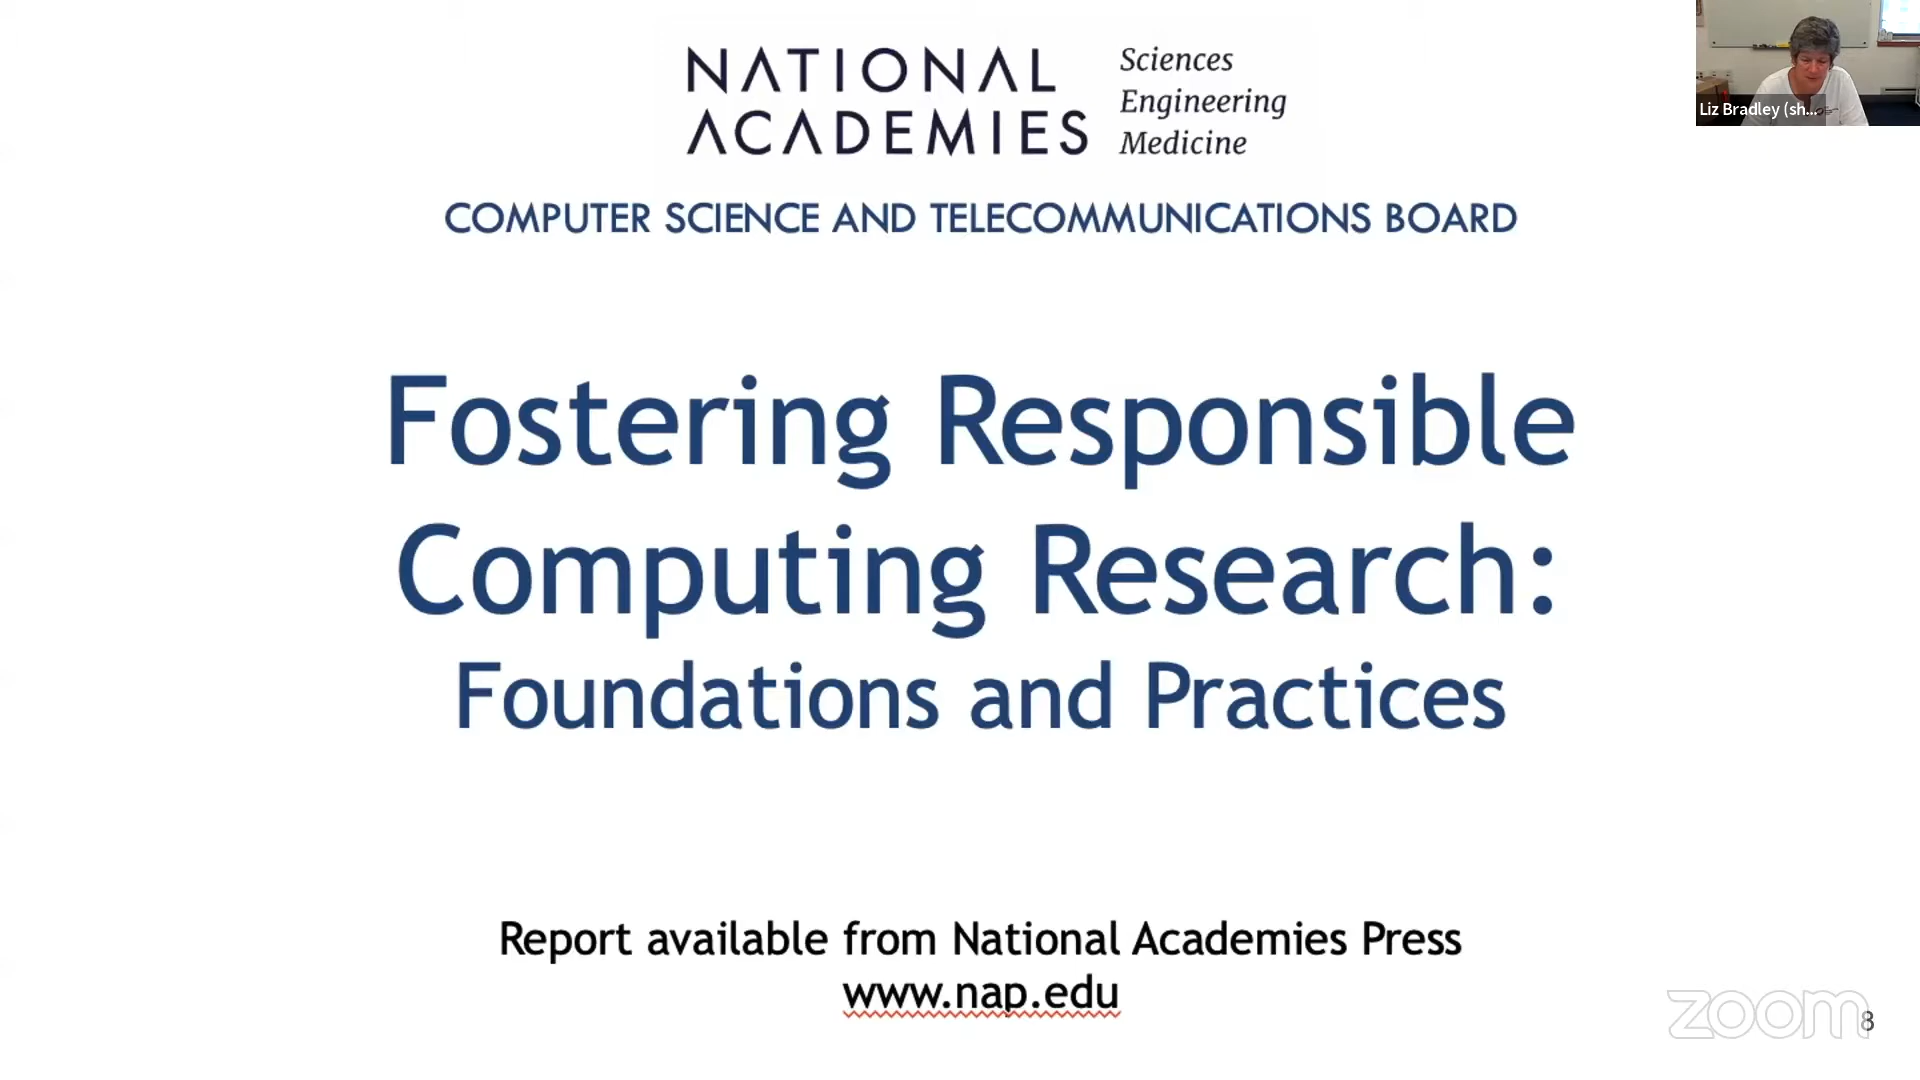 NATIONAL
ACADEMIES
Sciences
Engineering
Medicine
Liz Bradley (sh...
COMPUTER SCIENCE AND TELECOMMUNICATIONS BOARD
Fostering Responsible
Computing Research:
Foundations and Practices
Report available from National Academies Press
www.nap.edu
zoom
8